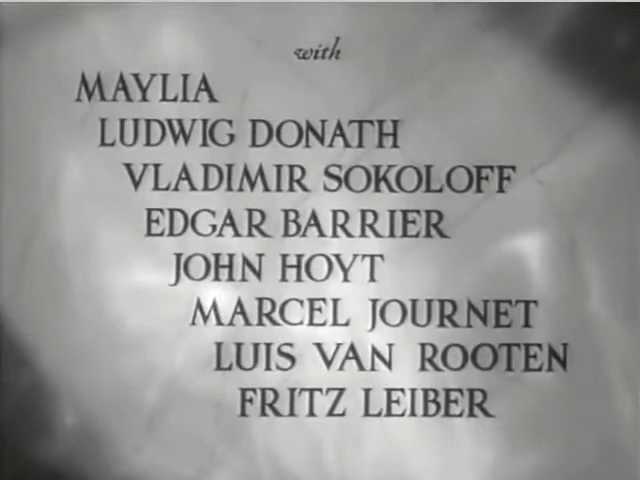 with
MAYLIA
LUDWIG DONATH
VLADIMIR SOKOLOFF
EDGAR BARRIER
JOHN HOYT
MARCEL JOURNET
LUIS VAN ROOTEN
FRITZ LEIBER